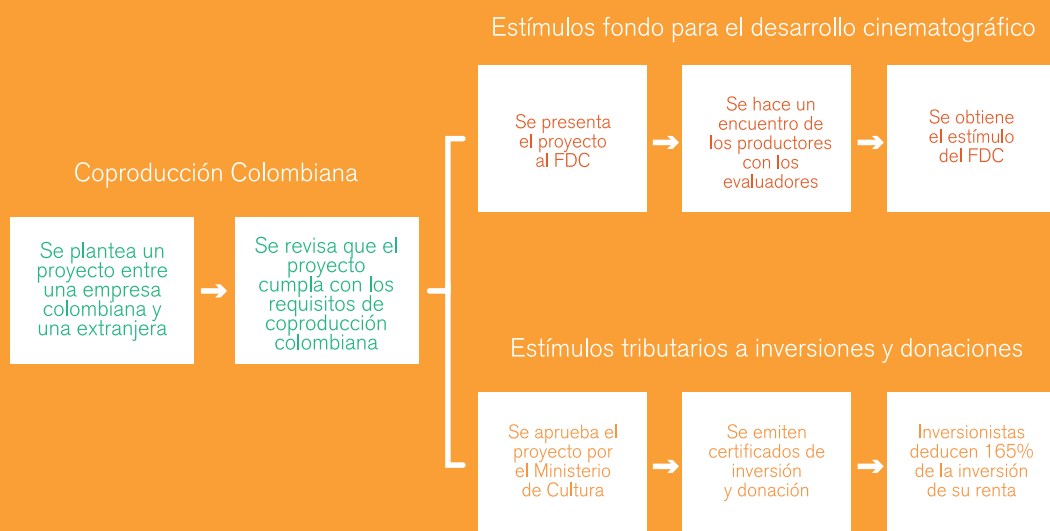 Coproducción Colombiana
Se plantea un
proyecto entre
una empresa
colombiana y
una extranjera
Se revisa que el
proyecto
cumpla con los
requisitos de
coproducción
colombiana
Estímulos fondo para el desarrollo cinematográfico
Se presenta
el proyecto
al FDC
Se hace un
encuentro de
los productores
con los
evaluadores
Se obtiene
el estímulo
del FDC
Estímulos tributarios a inversiones y donaciones
Se aprueba el
proyecto por
el Ministerio
de Cultura
Se emiten
certificados de
inversión
y donación
Inversionistas
deducen 165%
de la inversión
de su renta